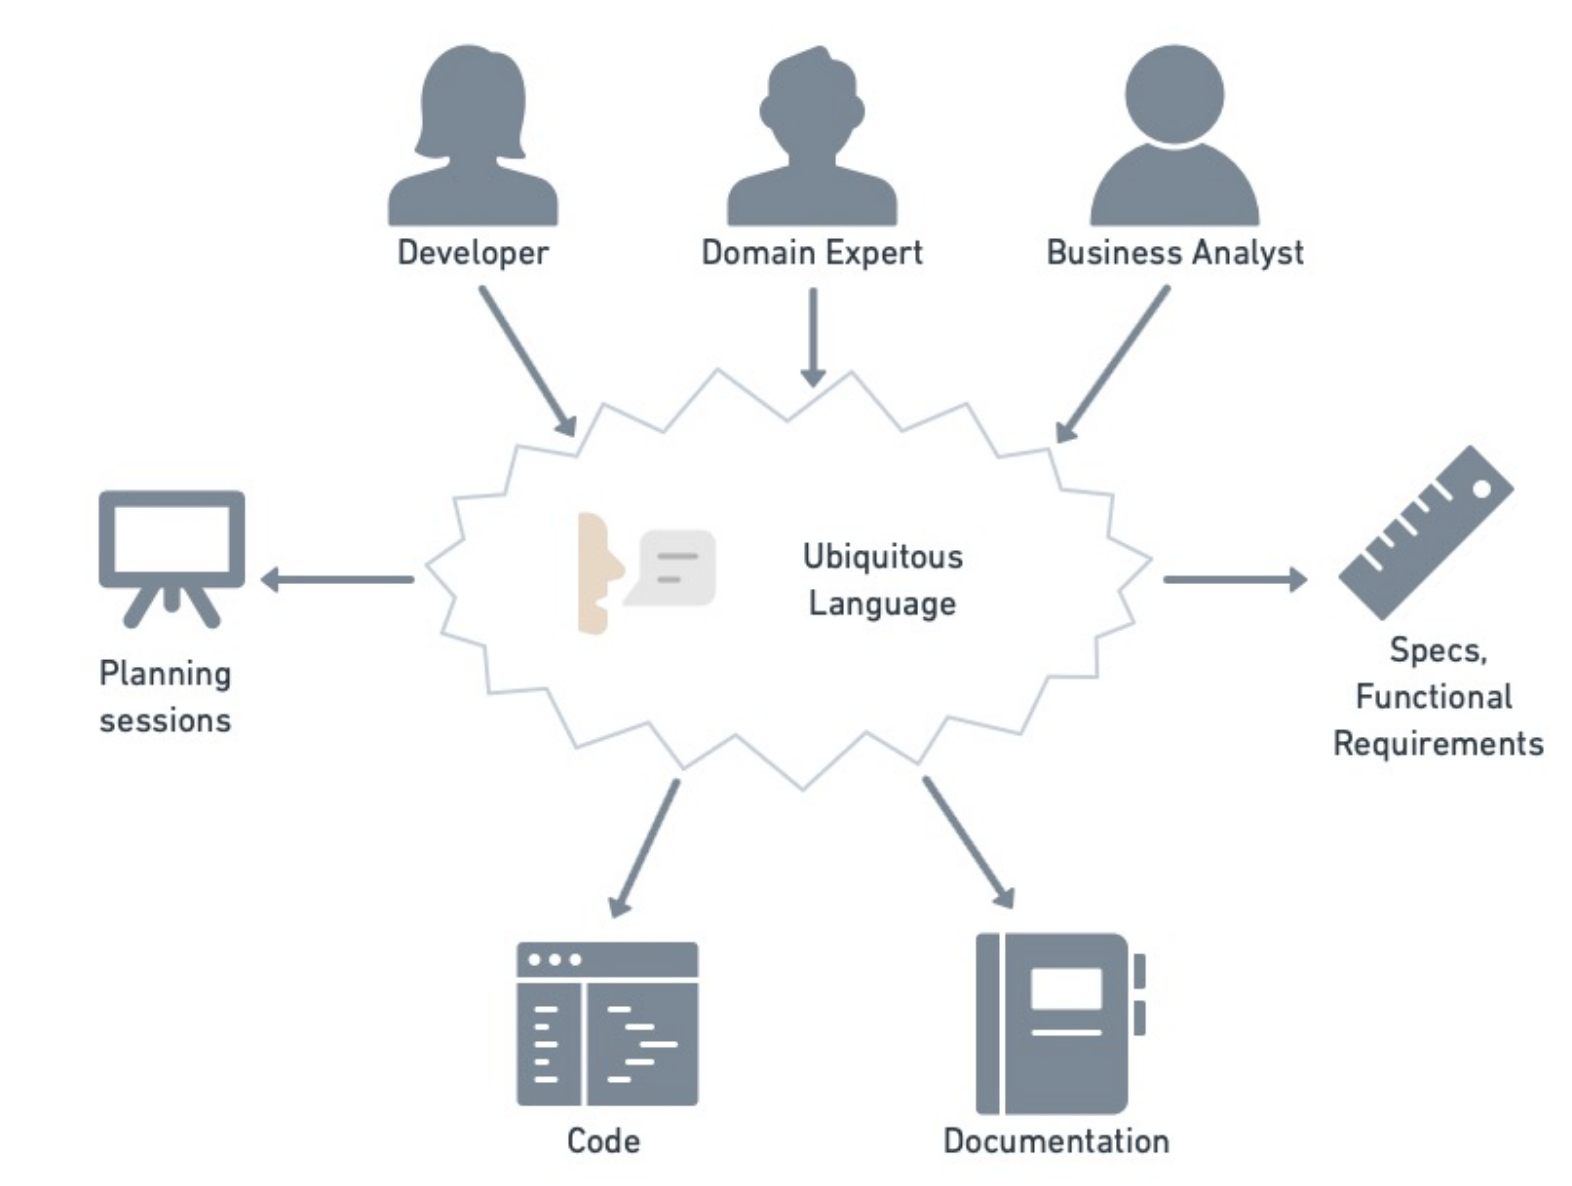 Developer
Domain Expert
Business Analyst
Ubiquitous
Language
Planning
sessions
Specs,
Functional
Requirements
Code
Documentation